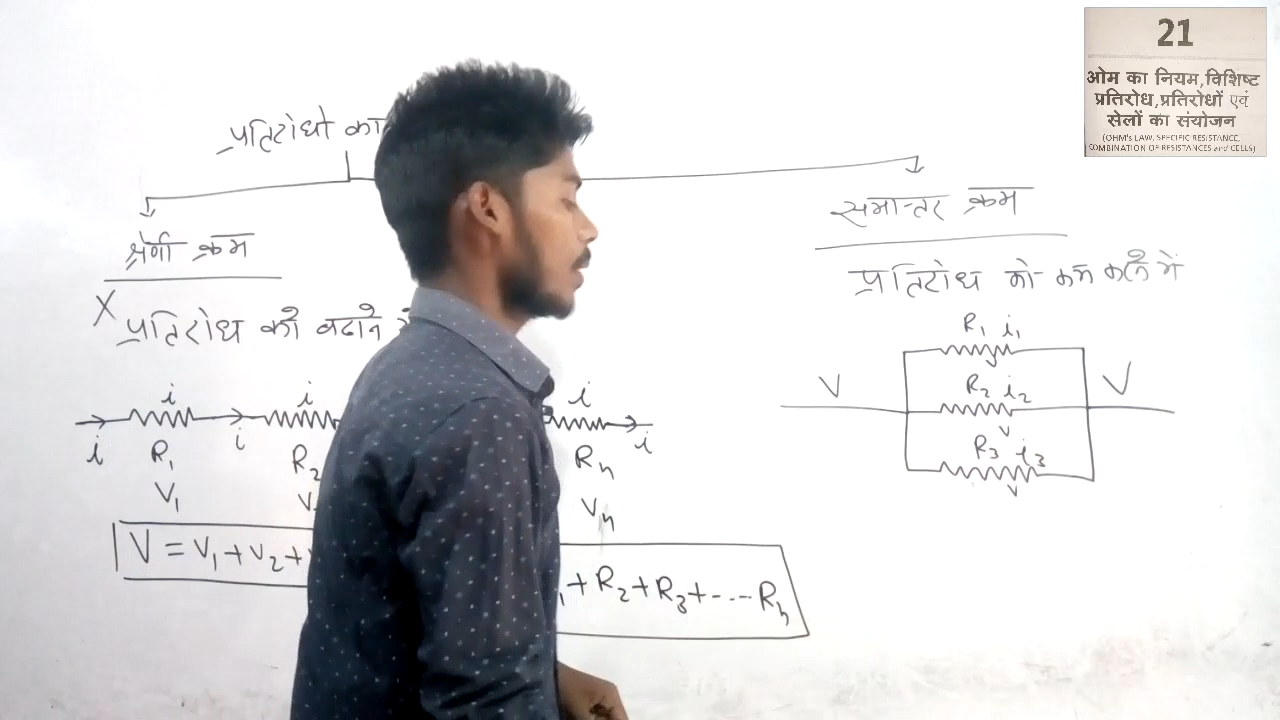 21
ओम का नियम,विशिष्ट
प्रतिरोध,प्रतिरोधों एवं
सेलों का संयोजन
(OHM's LAW, SPECIFIC RESISTANCE,
COMBINATION OF RESISTANCES and CELLS)
प्रतिरोधो का
श्रेणी क्रम
X प्रतिरोध को बढाने
i i i
i i i
R₁ R₂ Rₙ
V₁ V Vₙ
V = V₁ + V₂ +
+ R₂ + R₃ + ---- Rₙ
समान्तर क्रम
प्रतिरोध को कम करने में
R₁ i₁
V R₂ i₂ V
V
R₃ i₃
V